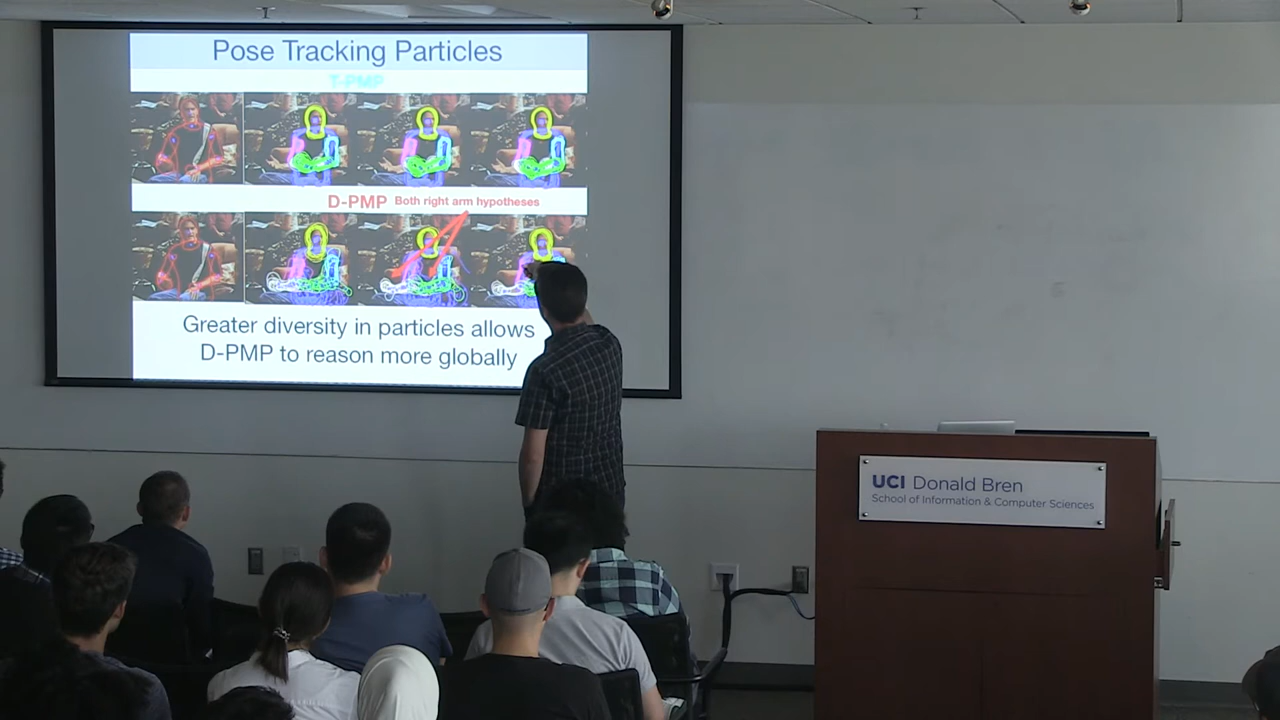 Pose Tracking Particles
T-PMP
D-PMP Both right arm hypotheses
Greater diversity in particles allows
D-PMP to reason more globally
UCI Donald Bren
School of Information & Computer Sciences